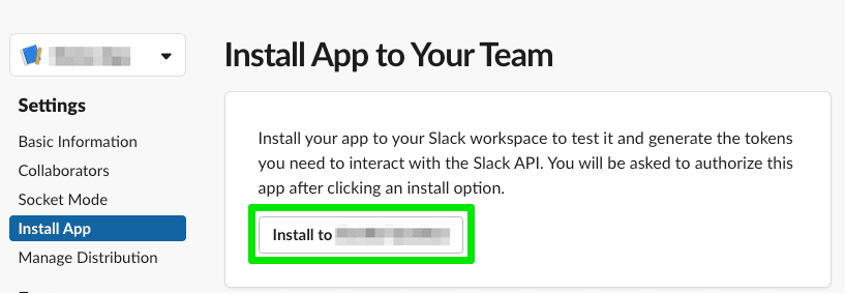 Install App to Your Team
Settings
Basic Information
Collaborators
Socket Mode
Install App
Manage Distribution
Install your app to your Slack workspace to test it and generate the tokens
you need to interact with the Slack API. You will be asked to authorize this
app after clicking an install option.
Install to